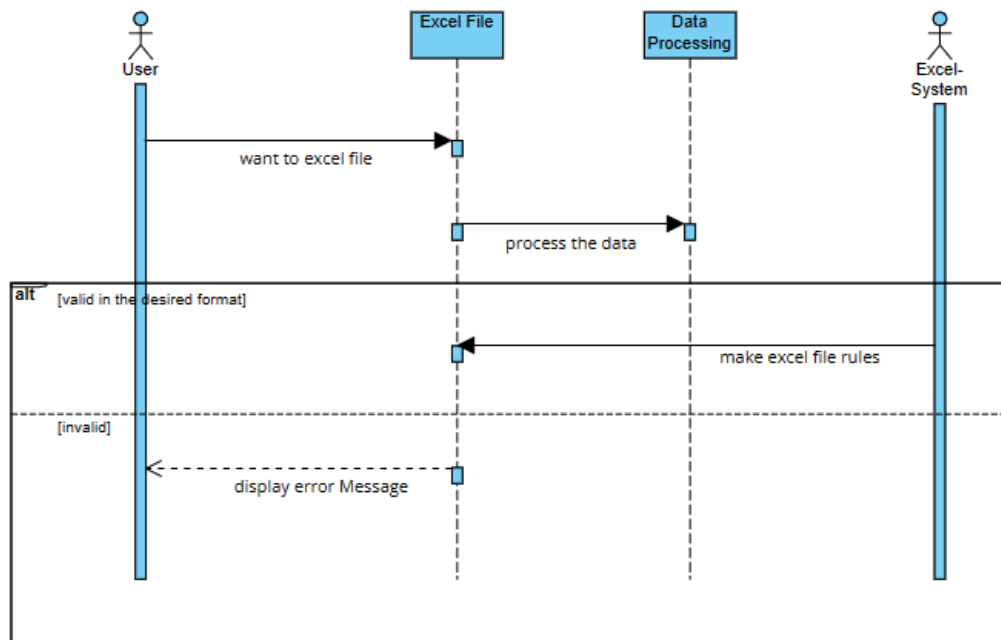 User
Excel File
Data
Processing
Excel-
System
want to excel file
process the data
alt
[valid in the desired format]
make excel file rules
[invalid]
display error Message